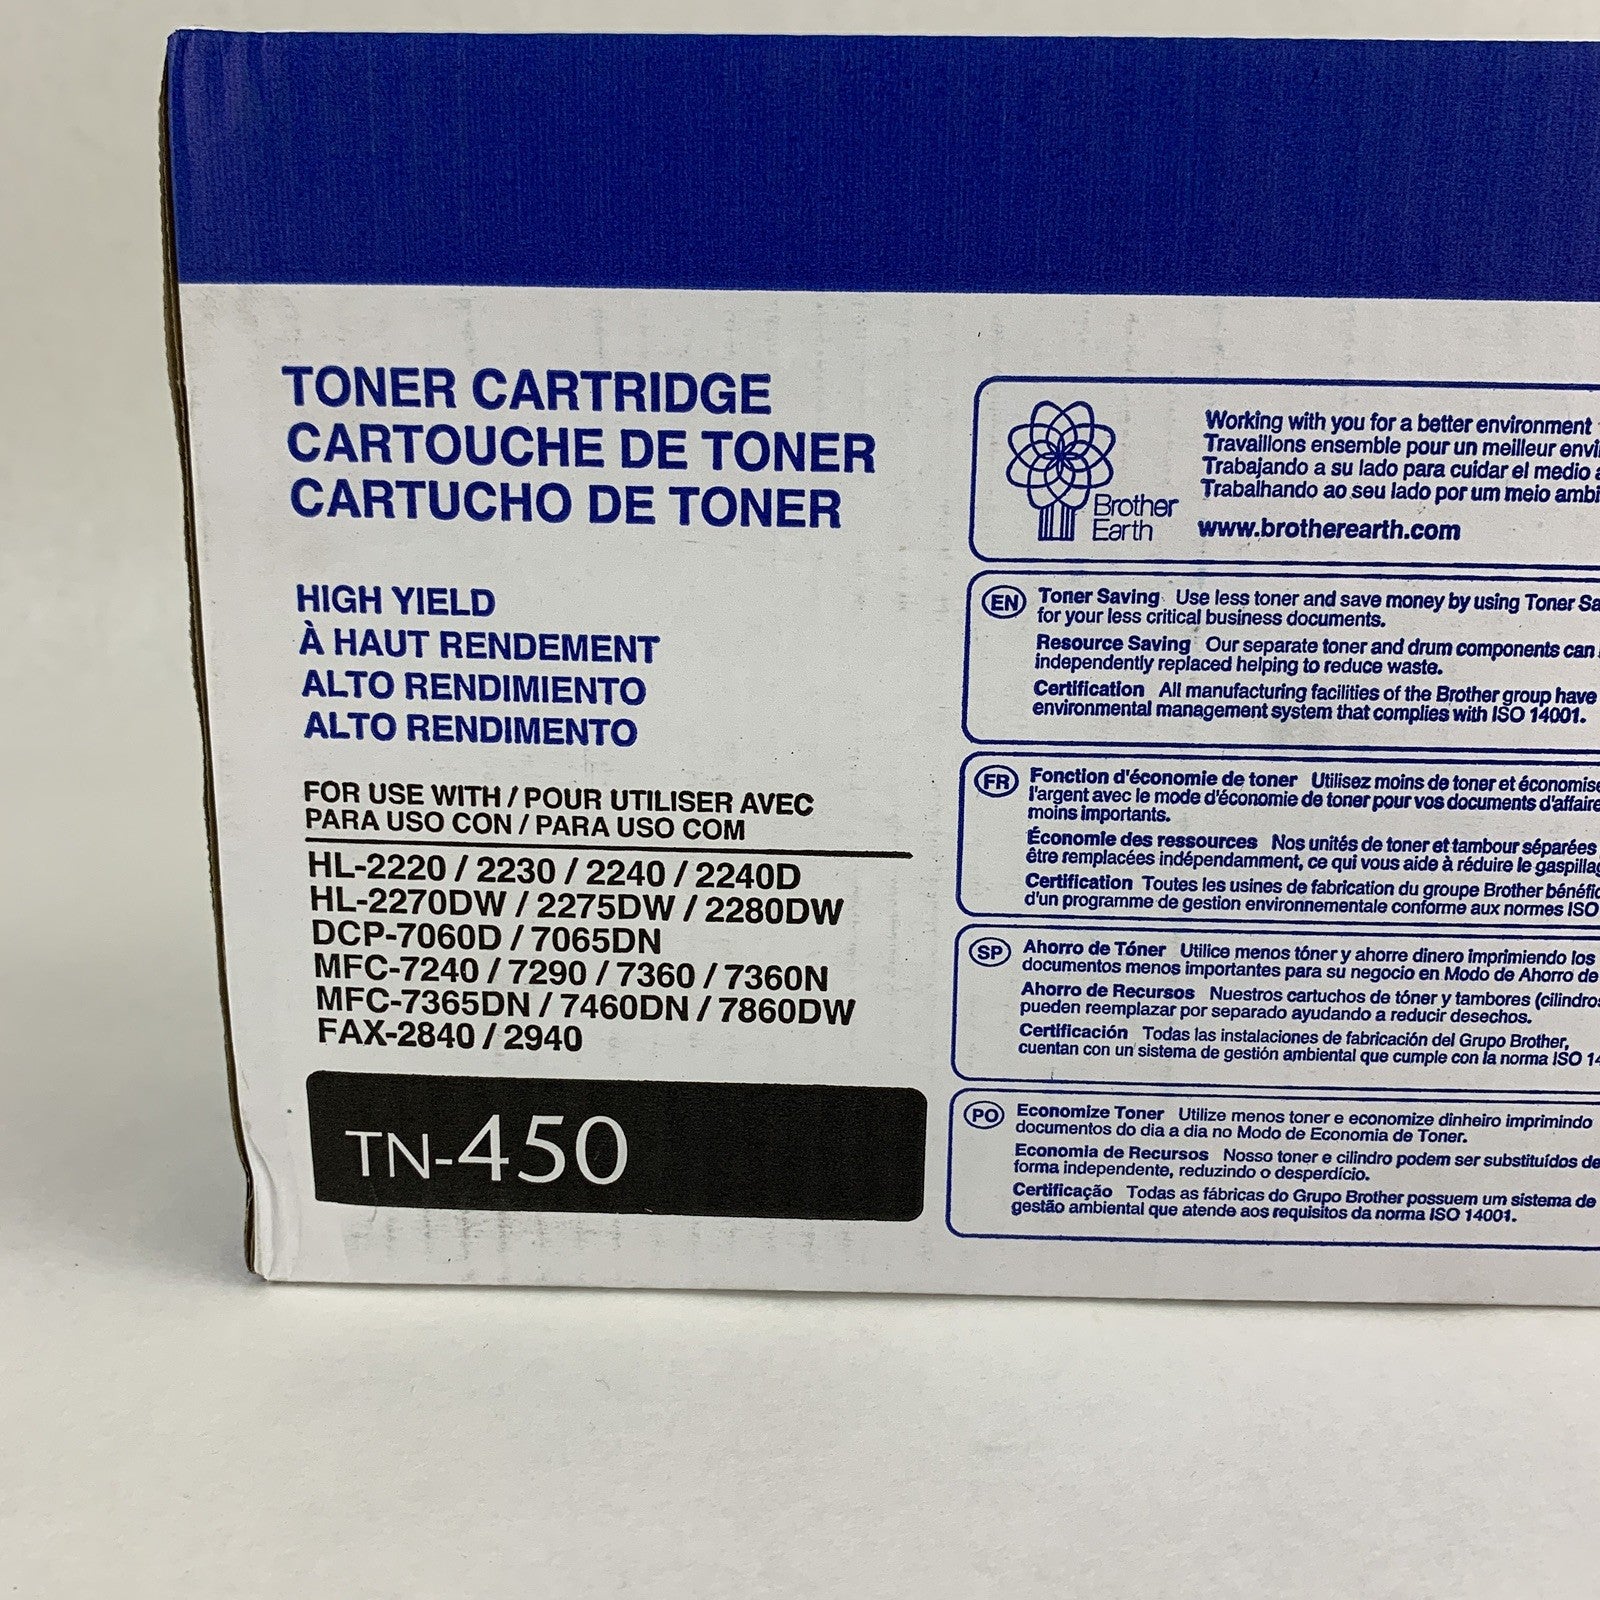 TONER CARTRIDGE
CARTOUCHE DE TONER
CARTUCHO DE TONER
HIGH YIELD
À HAUT RENDEMENT
ALTO RENDIMIENTO
ALTO RENDIMENTO
FOR USE WITH / POUR UTILISER AVEC
PARA USO CON / PARA USO COM
HL-2220 / 2230 / 2240 / 2240D
HL-2270DW / 2275DW / 2280DW
DCP-7060D / 7065DN
MFC-7240 / 7290 / 7360 / 7360N
MFC-7365DN / 7460DN / 7860DW
FAX-2840 / 2940
TN-450
Brother
Earth
Working with you for a better environment
Travaillons ensemble pour un meilleur
Trabajando a su lado para cuidar el medio
Trabalhando ao seu lado por um meio
www.brotherearth.com
EN
Toner Saving Use less toner and save money by using Toner
for your less critical business documents.
Resource Saving Our separate toner and drum components can
independently replaced helping to reduce waste.
Certification All manufacturing facilities of the Brother group have
environmental management system that complies with ISO 14001.
FR
Fonction d'économie de toner Utilisez moins de toner et
l'argent avec le mode d'économie de toner pour vos documents
moins importants.
Économie des ressources Nos unités de toner et tambour séparées
être remplacées indépendamment, ce qui vous aide à réduire le
Certification Toutes les usines de fabrication du groupe Brother
d'un programme de gestion environnementale conforme aux normes ISO
SP
Ahorro de Tóner Utilice menos tóner y ahorre dinero imprimiendo los
documentos menos importantes para su negocio en Modo de Ahorro de
Ahorro de Recursos Nuestros cartuchos de tóner y tambores
pueden reemplazar por separado ayudando a reducir desechos.
Certificación Todas las instalaciones de fabricación del Grupo Brother,
cuentan con un sistema de gestión ambiental que cumple con la norma ISO
PO
Economize Toner Utilize menos toner e economize dinheiro imprimindo
documentos do dia a dia no Modo de Economia de Toner.
Economia de Recursos Nosso toner e cilindro podem ser substituídos de
forma independente, reduzindo o desperdício.
Certificação Todas as fábricas do Grupo Brother possuem um sistema de
gestão ambiental que atende aos requisitos da norma ISO 14001.